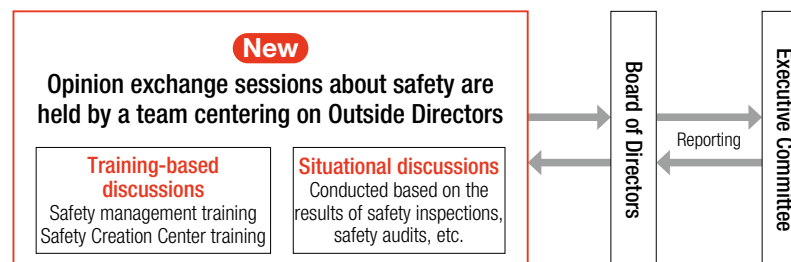 New
Opinion exchange sessions about safety are
held by a team centering on Outside Directors
Training-based
discussions
Safety management training
Safety Creation Center training
Situational discussions
Conducted based on the
results of safety inspections,
safety audits, etc.
Board of Directors
Reporting
Executive Committee